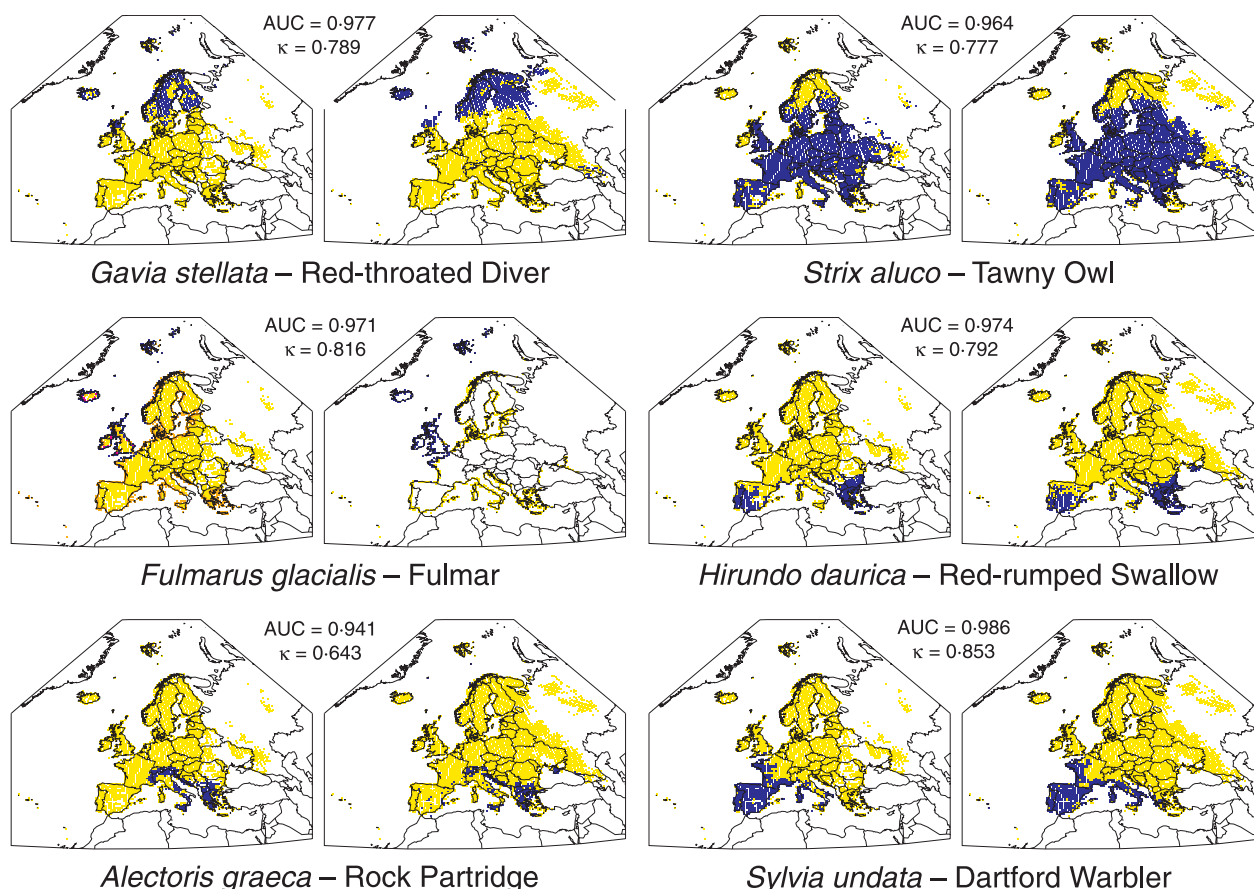 AUC = 0·977
κ = 0·789
AUC = 0·964
κ = 0·777
Gavia stellata – Red-throated Diver
Strix aluco – Tawny Owl
AUC = 0·971
κ = 0·816
AUC = 0·974
κ = 0·792
Fulmarus glacialis – Fulmar
Hirundo daurica – Red-rumped Swallow
AUC = 0·941
κ = 0·643
AUC = 0·986
κ = 0·853
Alectoris graeca – Rock Partridge
Sylvia undata – Dartford Warbler